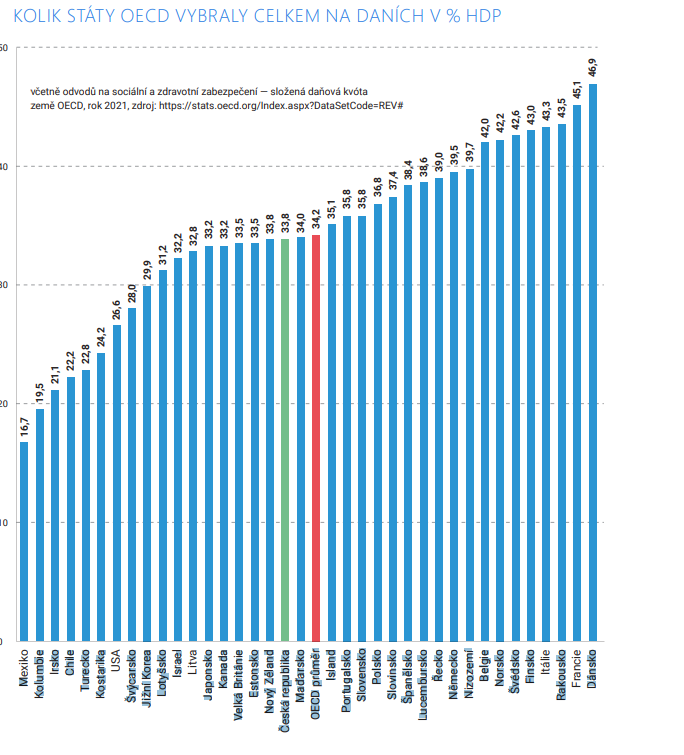 KOLIK STÁTY OECD VYBRALY CELKEM NA DANÍCH V % HDP
50
včetně odvodů na sociální a zdravotní zabezpečení — složená daňová kvóta
země OECD, rok 2021, zdroj: https://stats.oecd.org/Index.aspx?DataSetCode=REV#
40
30
20
10
0
16,7
19,5
21,1
22,2
22,8
24,2
26,6
28,0
29,9
31,2
32,2
32,8
33,2
33,2
33,5
33,5
33,8
33,8
34,0
34,2
35,1
35,8
35,8
36,8
37,4
38,4
38,6
39,0
39,5
39,7
42,0
42,2
42,6
43,0
43,3
43,5
45,1
46,9
Mexiko
Kolumbie
Irsko
Chile
Turecko
Kostarika
USA
Švýcarsko
Jižní Korea
Lotyšsko
Israel
Litva
Japonsko
Kanada
Velká Británie
Estonsko
Nový Zéland
Česká republika
Maďarsko
OECD průměr
Island
Portugalsko
Slovensko
Polsko
Slovinsko
Španělsko
Lucembursko
Řecko
Německo
Nizozemí
Belgie
Norsko
Švédsko
Finsko
Itálie
Rakousko
Francie
Dánsko